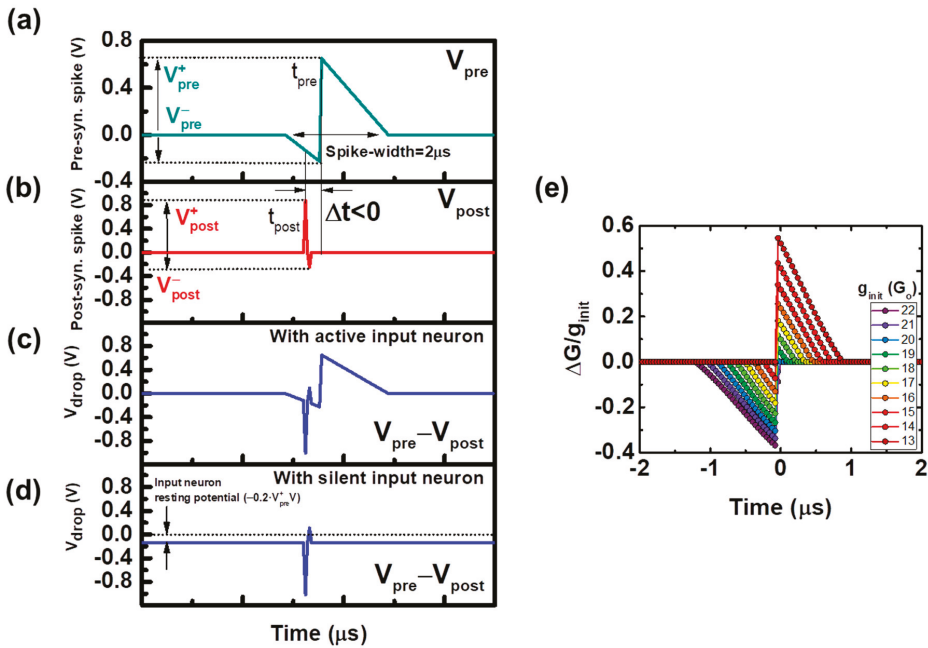 (a)
0.8
0.4
0.0
-0.4
Pre-syn. spike (V)
V⁺pre
V⁻pre
tpre
Vpre
Spike-width=2μs
(b)
0.8
0.4
0.0
-0.4
-0.8
Post-syn. spike (V)
V⁺post
V⁻post
tpost
Δt<0
Vpost
(c)
0.8
0.4
0.0
-0.4
-0.8
Vdrop (V)
With active input neuron
Vpre−Vpost
(d)
0.8
0.4
0.0
-0.4
-0.8
Vdrop (V)
With silent input neuron
Input neuron
resting potential (−0.2·V⁺preV)
Vpre−Vpost
Time (μs)
(e)
0.6
0.4
0.2
0.0
-0.2
-0.4
ΔG/ginit
ginit (Go)
22
21
20
19
18
17
16
15
14
13
-2
-1
0
1
2
Time (μs)